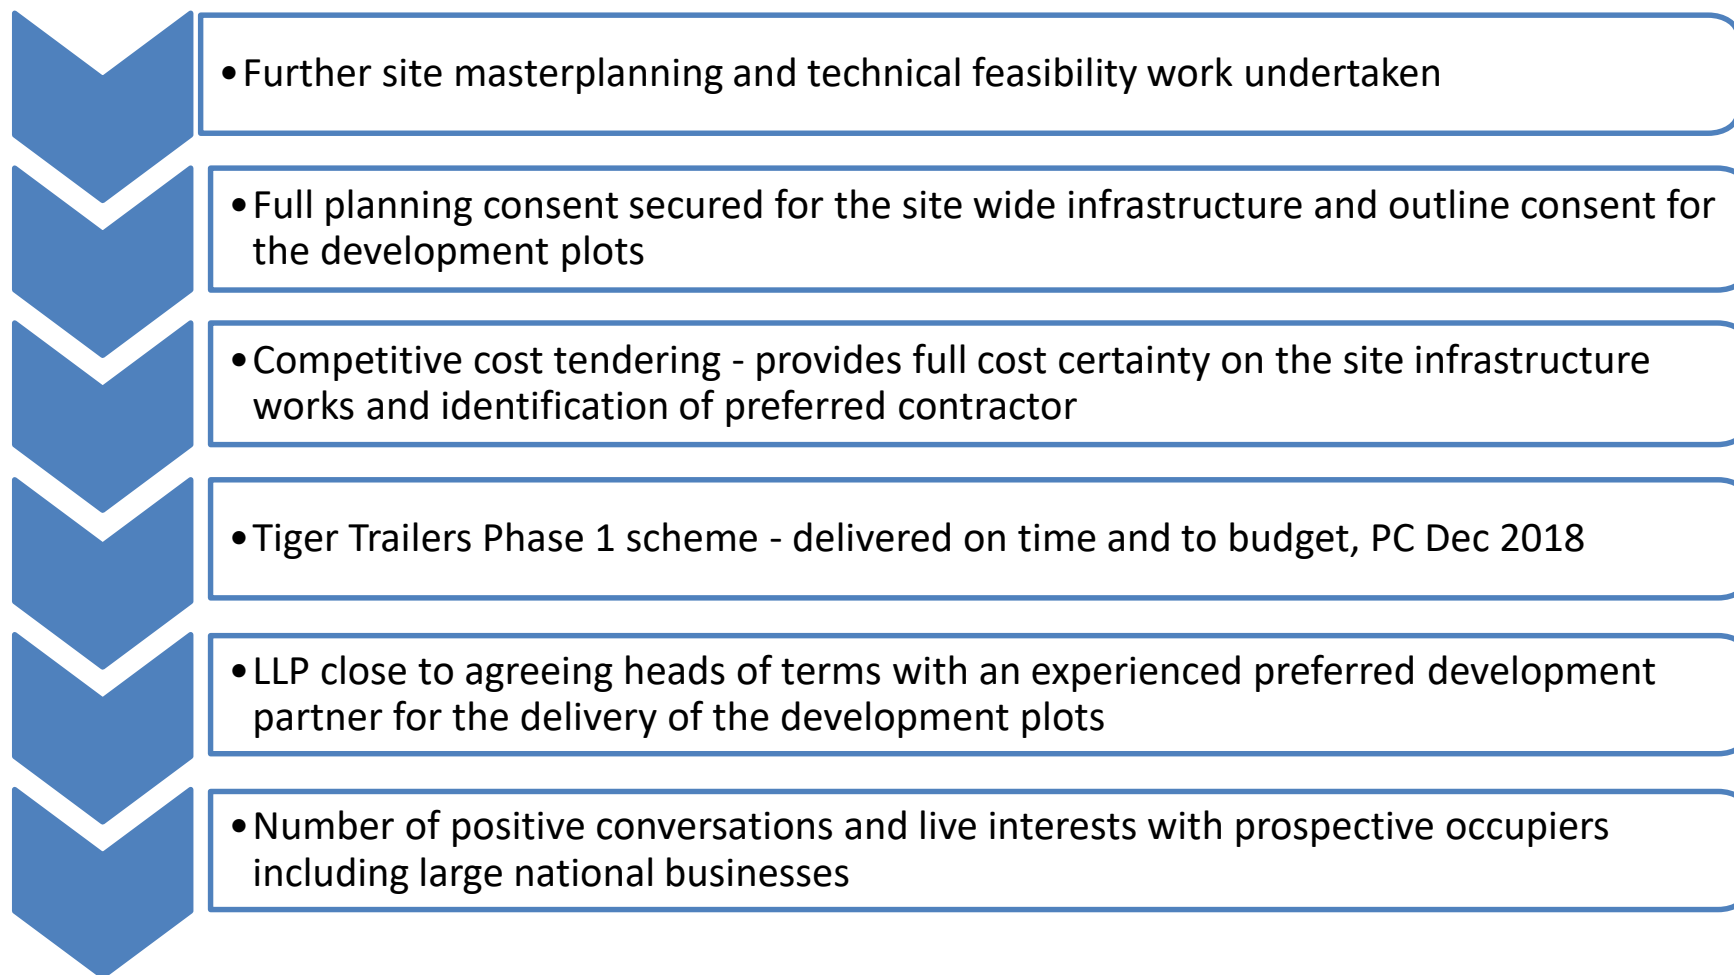 •Further site masterplanning and technical feasibility work undertaken
•Full planning consent secured for the site wide infrastructure and outline consent for
the development plots
•Competitive cost tendering - provides full cost certainty on the site infrastructure
works and identification of preferred contractor
•Tiger Trailers Phase 1 scheme - delivered on time and to budget, PC Dec 2018
•LLP close to agreeing heads of terms with an experienced preferred development
partner for the delivery of the development plots
•Number of positive conversations and live interests with prospective occupiers
including large national businesses